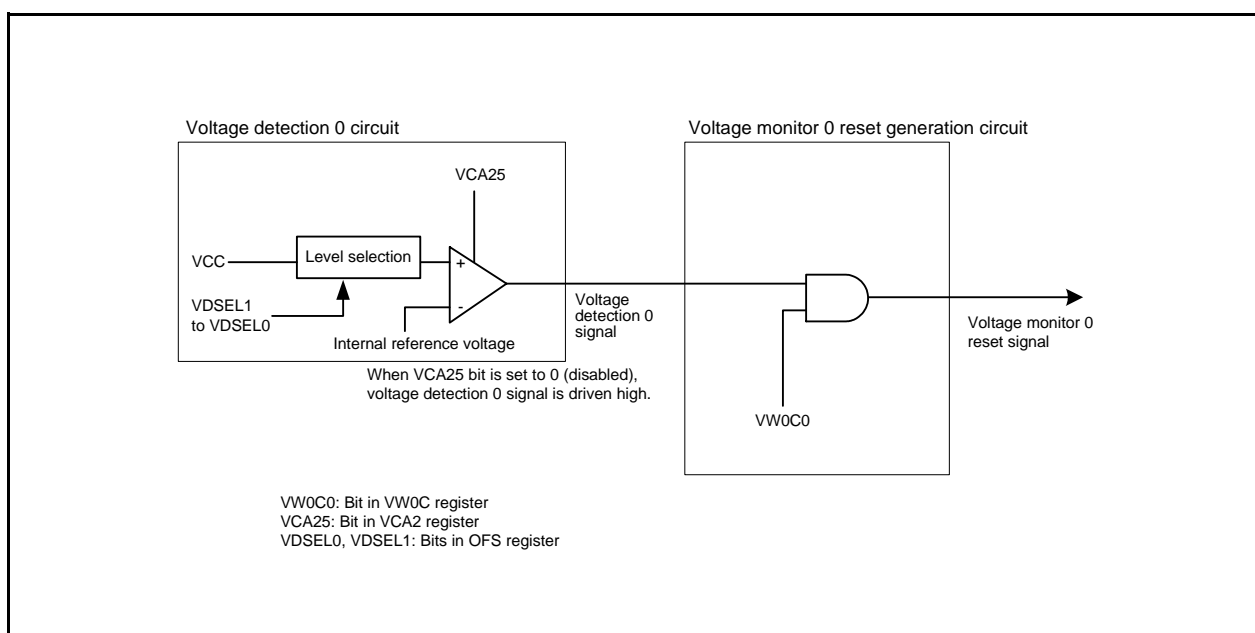 Voltage detection 0 circuit
Voltage monitor 0 reset generation circuit
VCA25
VCC
Level selection
+
-
VDSEL1
to VDSEL0
Internal reference voltage
Voltage
detection 0
signal
When VCA25 bit is set to 0 (disabled),
voltage detection 0 signal is driven high.
VW0C0
Voltage monitor 0
reset signal
VW0C0: Bit in VW0C register
VCA25: Bit in VCA2 register
VDSEL0, VDSEL1: Bits in OFS register